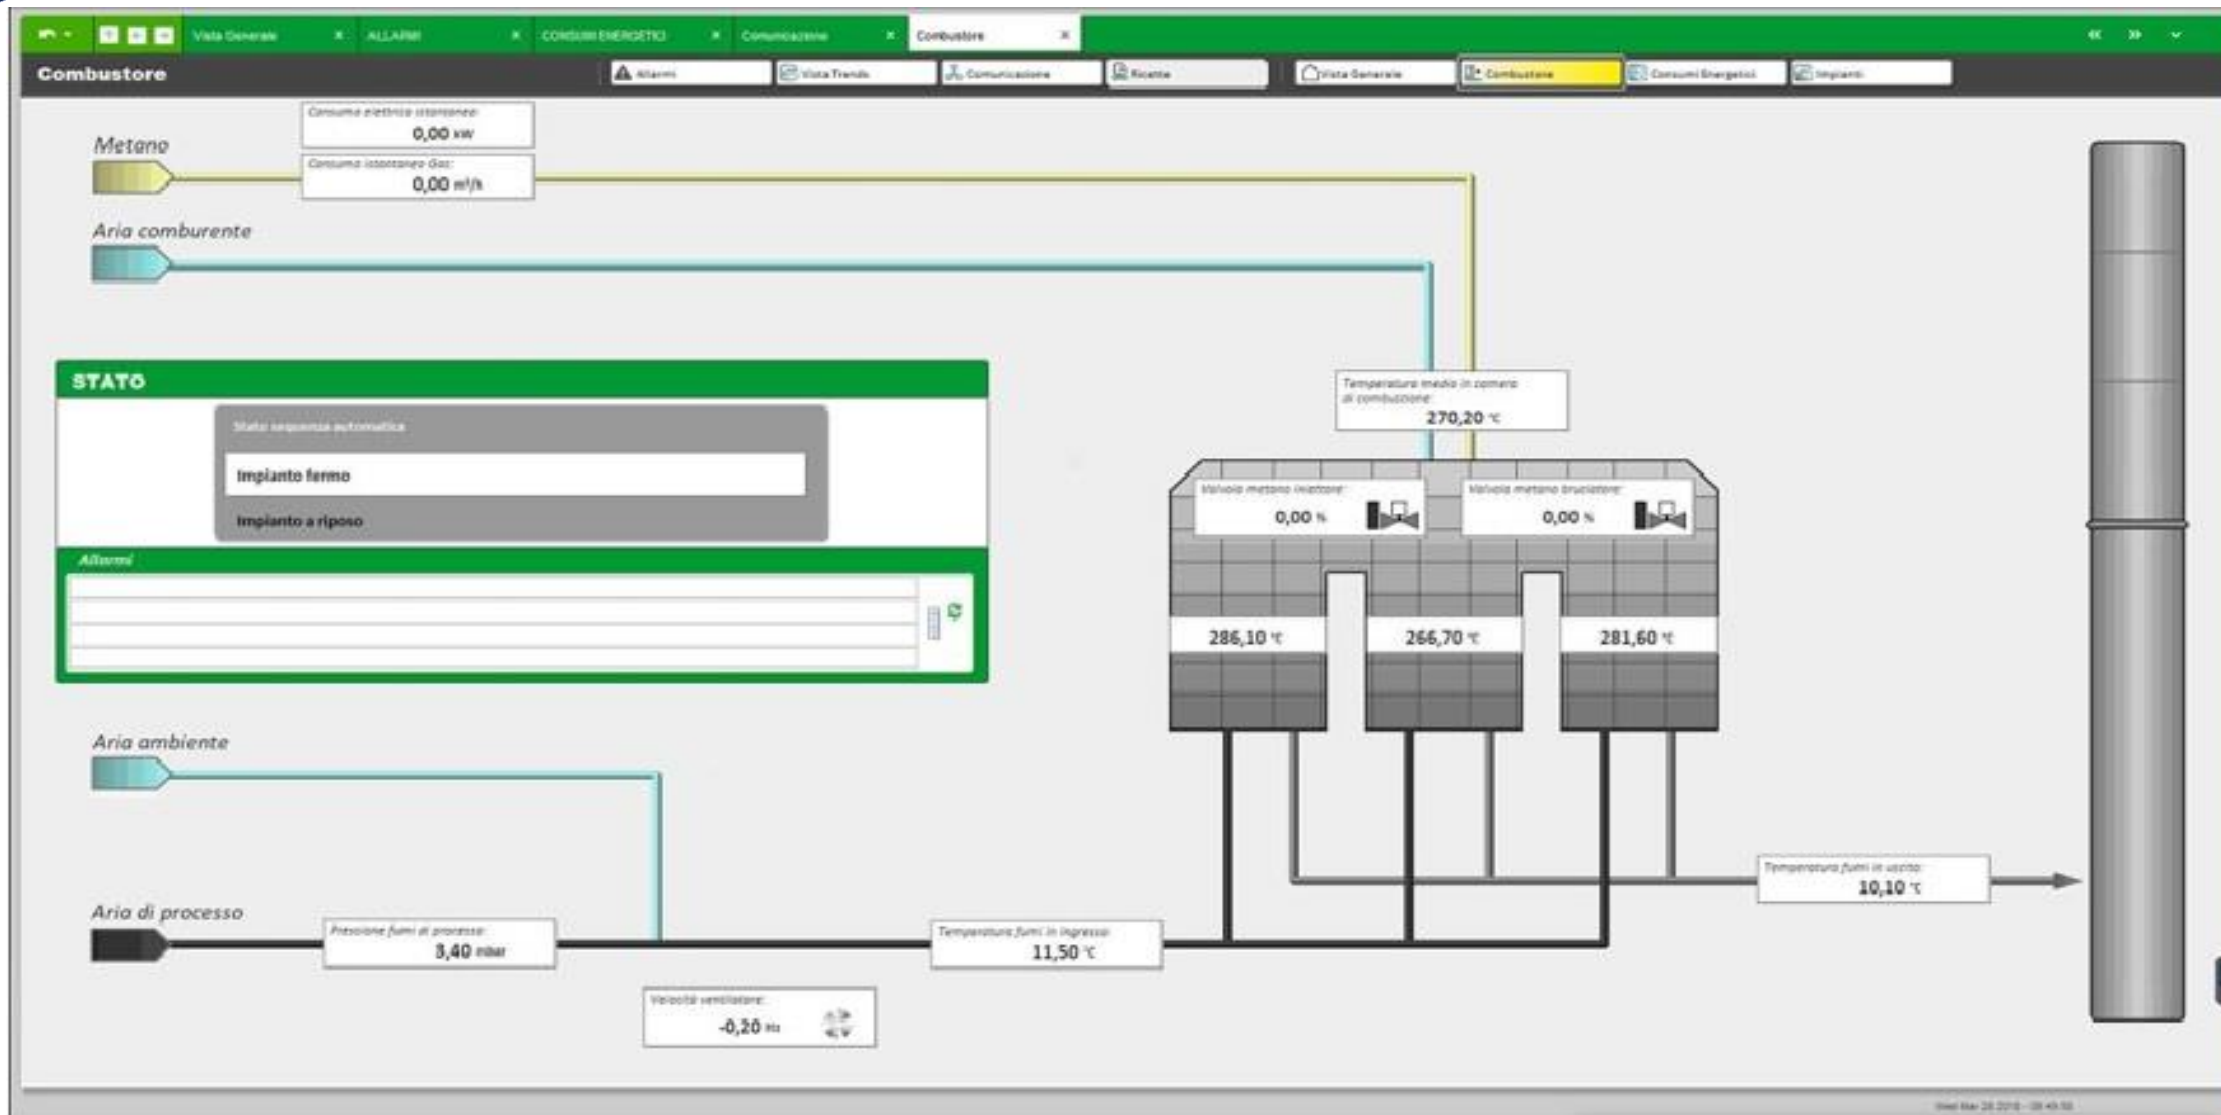 Vista Generale
ALLARMI
CONSUMI ENERGETICI
Comunicazione
Combustore
Combustore
Allarmi
Vista Trends
Comunicazione
Ricette
Vista Generale
Combustore
Consumi Energetici
Impianti
Consumo elettrico istantaneo:
0,00 kW
Metano
Consumo istantaneo Gas:
0,00 m³/h
Aria comburente
STATO
Stato sequenza automatica
Impianto fermo
Impianto a riposo
Allarmi
Temperatura media in camera
di combustione:
270,20 °C
Valvola metano iniettore:
0,00 %
Valvola metano bruciatore:
0,00 %
286,10 °C
266,70 °C
281,60 °C
Aria ambiente
Temperatura fumi in uscita:
10,10 °C
Aria di processo
Pressione fumi di processo:
3,40 mbar
Temperatura fumi in ingresso:
11,50 °C
Velocità ventilatore:
-0,20 Hz